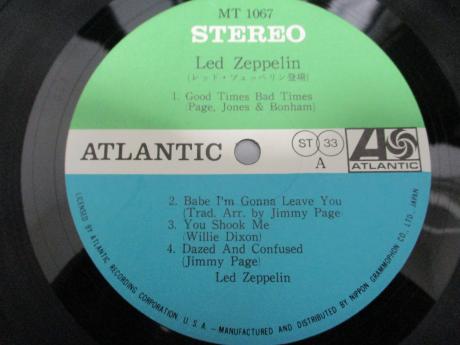 MT 1067
STEREO
Led Zeppelin
(レッド・ツェッペリン登場)
1. Good Times Bad Times
(Page, Jones & Bonham)
ATLANTIC
ST 33
A
ATLANTIC
2. Babe I'm Gonna Leave You
(Trad. Arr. by Jimmy Page)
3. You Shook Me
(Willie Dixon)
4. Dazed And Confused
(Jimmy Page)
Led Zeppelin
LICENSED BY ATLANTIC RECORDING CORPORATION, U.S.A.-MANUFACTURED AND DISTRIBUTED BY NIPPON GRAMMOPHON CO., LTD., JAPAN